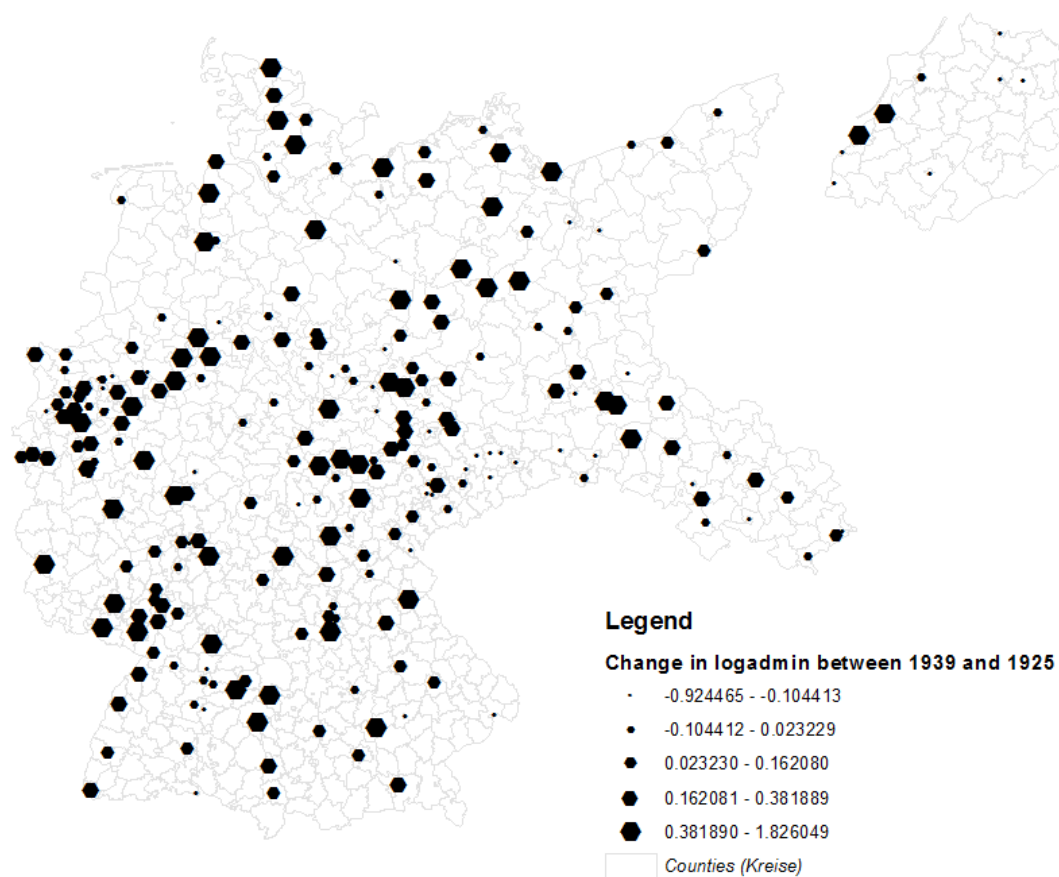 Legend
Change in logadmin between 1939 and 1925
-0.924465 - -0.104413
-0.104412 - 0.023229
0.023230 - 0.162080
0.162081 - 0.381889
0.381890 - 1.826049
Counties (Kreise)